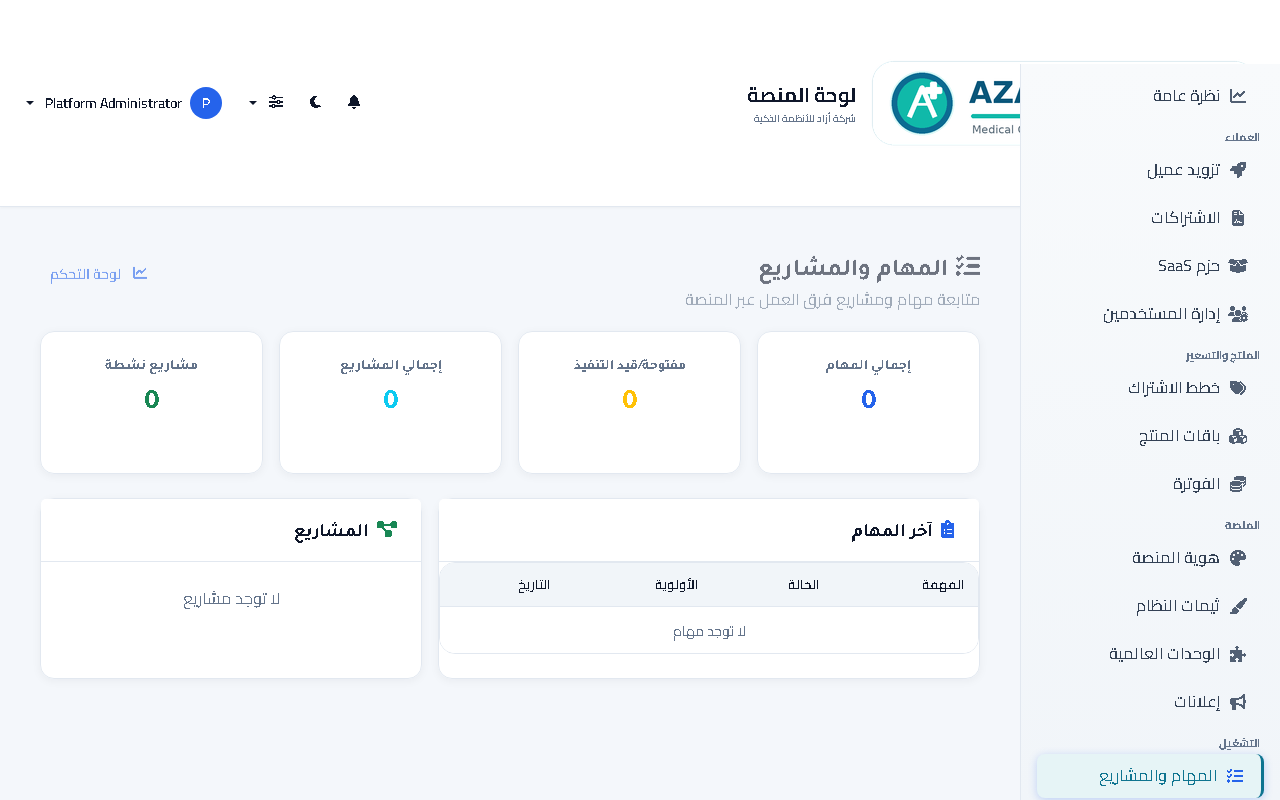 AZA
Medical
لوحة المنصة
شركة أزاد للأنظمة الذكية
Platform Administrator
P
نظرة عامة
العملاء
تزويد عميل
الاشتراكات
حزم SaaS
إدارة المستخدمين
المنتج والتسعير
خطط الاشتراك
باقات المنتج
الفوترة
المنصة
هوية المنصة
ثيمات النظام
الوحدات العالمية
إعلانات
التشغيل
المهام والمشاريع
المهام والمشاريع
متابعة مهام ومشاريع فرق العمل عبر المنصة
لوحة التحكم
إجمالي المهام
0
مفتوحة/قيد التنفيذ
0
إجمالي المشاريع
0
مشاريع نشطة
0
آخر المهام
المهمة الحالة الأولوية التاريخ
لا توجد مهام
المشاريع
لا توجد مشاريع